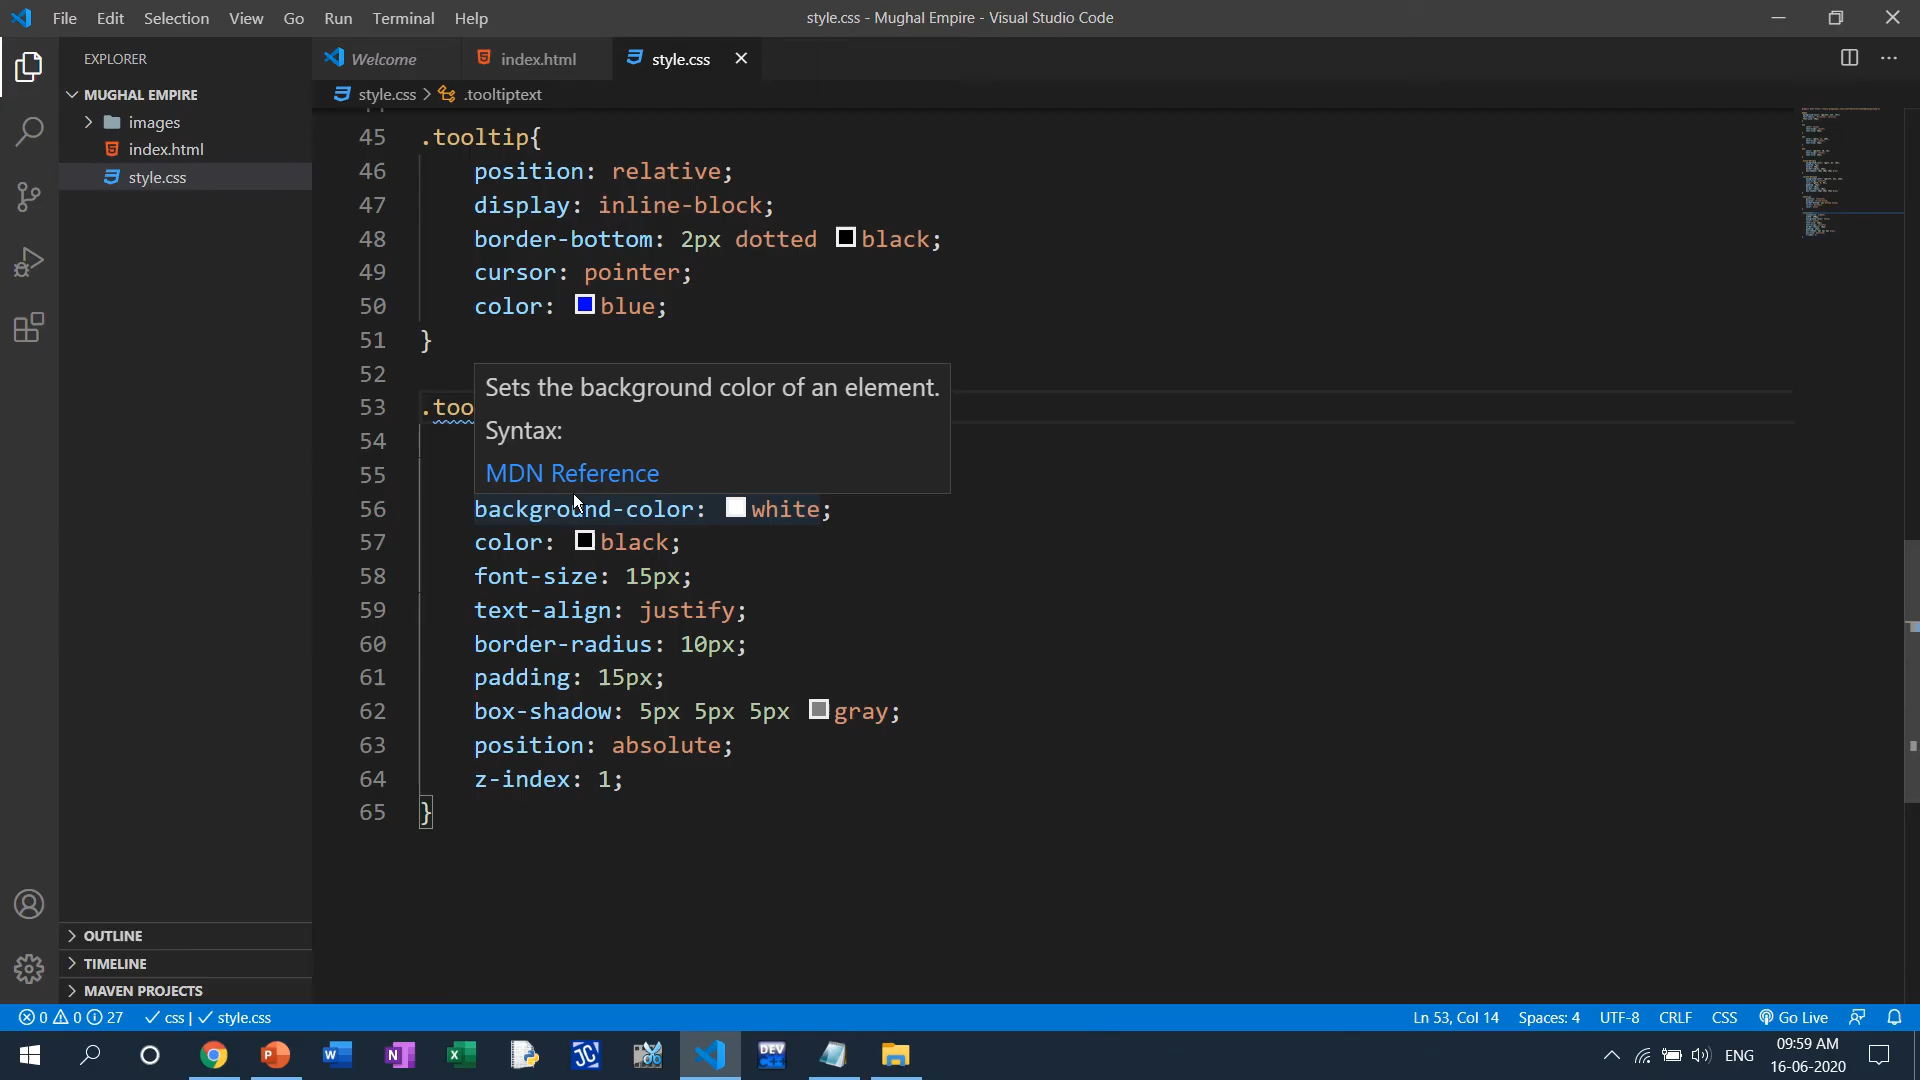 File Edit Selection View Go Run Terminal Help
style.css - Mughal Empire - Visual Studio Code
EXPLORER
MUGHAL EMPIRE
images
index.html
style.css
OUTLINE
TIMELINE
MAVEN PROJECTS
Welcome index.html style.css
style.css > .tooltiptext
45 .tooltip{
46 position: relative;
47 display: inline-block;
48 border-bottom: 2px dotted black;
49 cursor: pointer;
50 color: blue;
51 }
52
53 .too
54
55
Sets the background color of an element.
Syntax:
MDN Reference
56 background-color: white;
57 color: black;
58 font-size: 15px;
59 text-align: justify;
60 border-radius: 10px;
61 padding: 15px;
62 box-shadow: 5px 5px 5px gray;
63 position: absolute;
64 z-index: 1;
65 }
0 0 27 css | style.css
Ln 53, Col 14 Spaces: 4 UTF-8 CRLF CSS Go Live
ENG
09:59 AM
16-06-2020